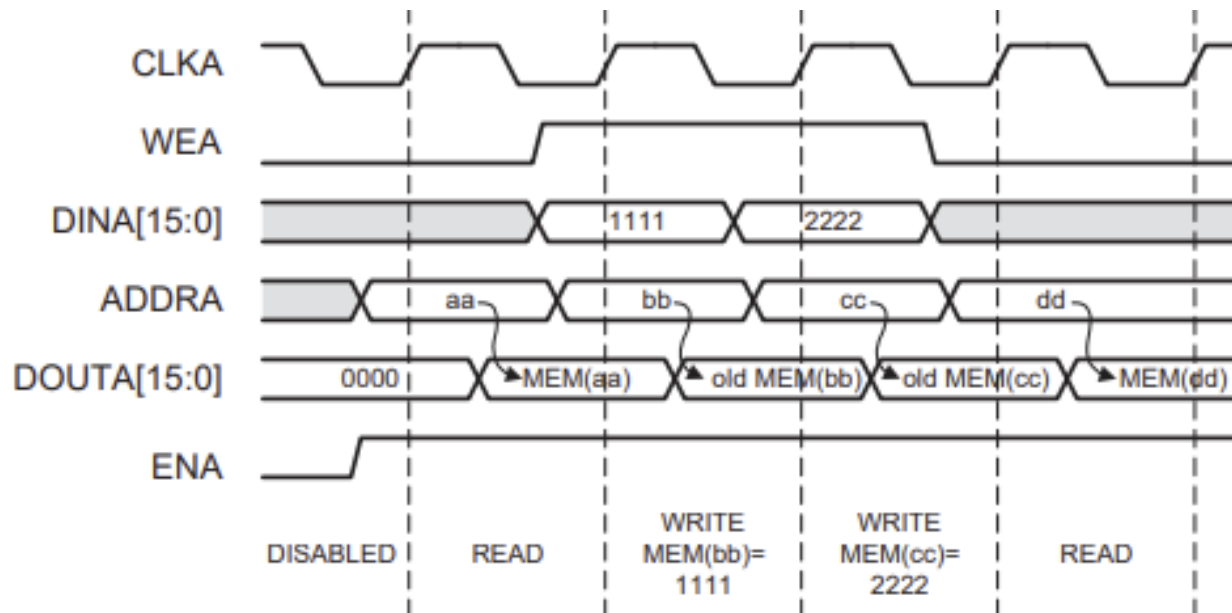 CLKA
WEA
DINA[15:0] 1111 2222
ADDRA aa bb cc dd
DOUTA[15:0] 0000 MEM(aa) old MEM(bb) old MEM(cc) MEM(dd)
ENA
DISABLED READ WRITE MEM(bb)= 1111 WRITE MEM(cc)= 2222 READ